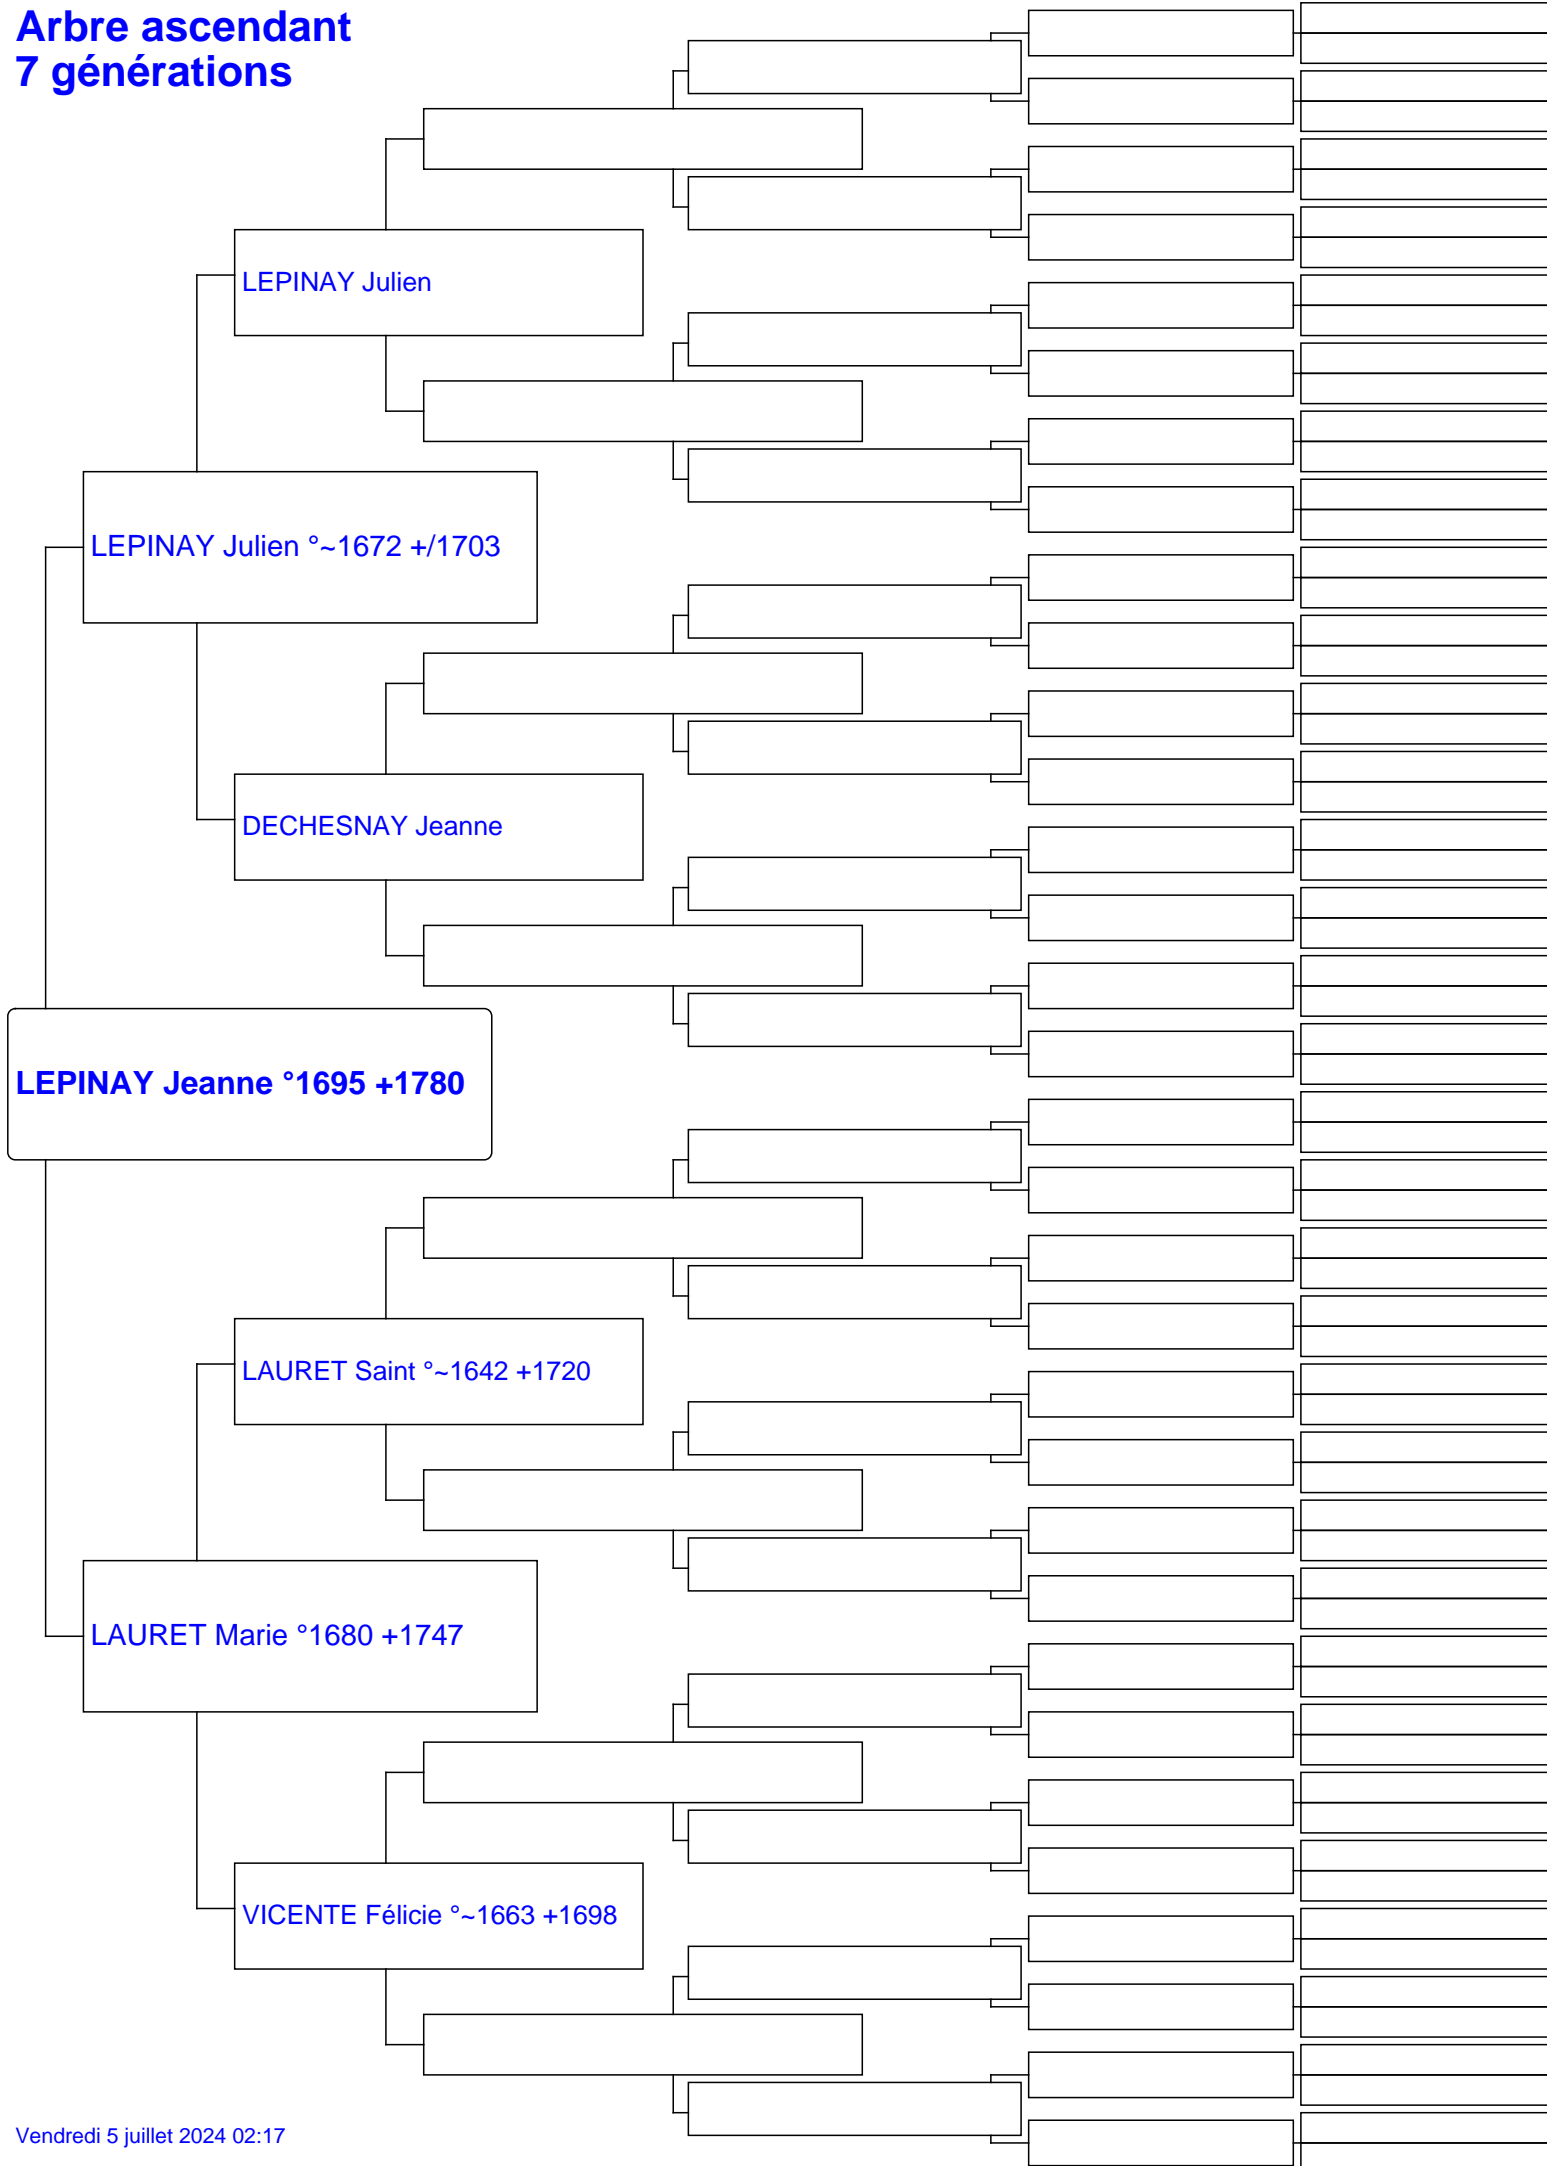 Arbre ascendant
7 générations
LEPINAY Julien
LEPINAY Julien °~1672 +/1703
DECHESNAY Jeanne
LEPINAY Jeanne °1695 +1780
LAURET Saint °~1642 +1720
LAURET Marie °1680 +1747
VICENTE Félicie °~1663 +1698
Vendredi 5 juillet 2024 02:17